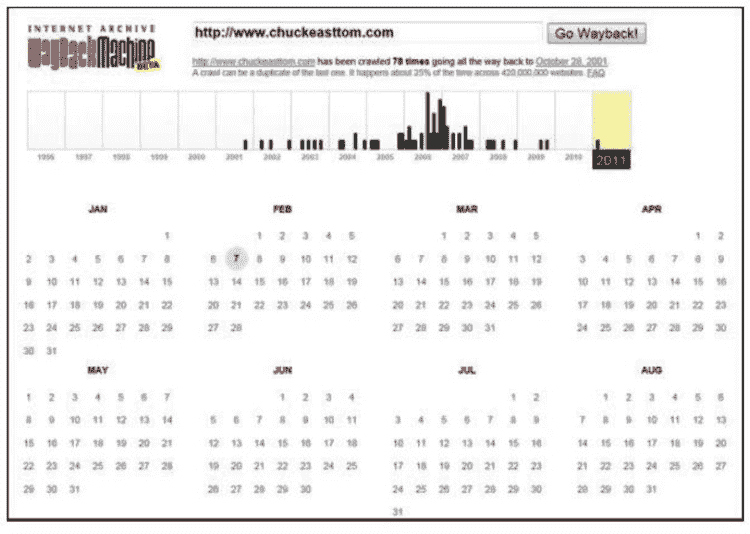 INTERNET ARCHIVE
WaybackMachine
BETA
http://www.chuckeasttom.com
Go Wayback!
http://www.chuckeasttom.com has been crawled 78 times going all the way back to October 28, 2001.
A crawl can be a duplicate of the last one. It happens about 25% of the time across 420,000,000 websites. FAQ
1996 1997 1998 1999 2000 2001 2002 2003 2004 2005 2006 2007 2008 2009 2010 2011
JAN FEB MAR APR
1 1 2 3 4 5 1 2 3 4 5 1 2
2 3 4 5 6 7 8 6 7 8 9 10 11 12 6 7 8 9 10 11 12 3 4 5 6 7 8 9
9 10 11 12 13 14 15 13 14 15 16 17 18 19 13 14 15 16 17 18 19 10 11 12 13 14 15 16
16 17 18 19 20 21 22 20 21 22 23 24 25 26 20 21 22 23 24 25 26 17 18 19 20 21 22 23
23 24 25 26 27 28 29 27 28 27 28 29 30 31 24 25 26 27 28 29 30
30 31
MAY JUN JUL AUG
1 2 3 4 5 6 7 1 2 3 4 1 2 1 2 3 4 5 6
8 9 10 11 12 13 14 5 6 7 8 9 10 11 3 4 5 6 7 8 9 7 8 9 10 11 12 13
15 16 17 18 19 20 21 12 13 14 15 16 17 18 10 11 12 13 14 15 16 14 15 16 17 18 19 20
22 23 24 25 26 27 28 19 20 21 22 23 24 25 17 18 19 20 21 22 23 21 22 23 24 25 26 27
29 30 31 26 27 28 29 30 24 25 26 27 28 29 30 28 29 30 31
31